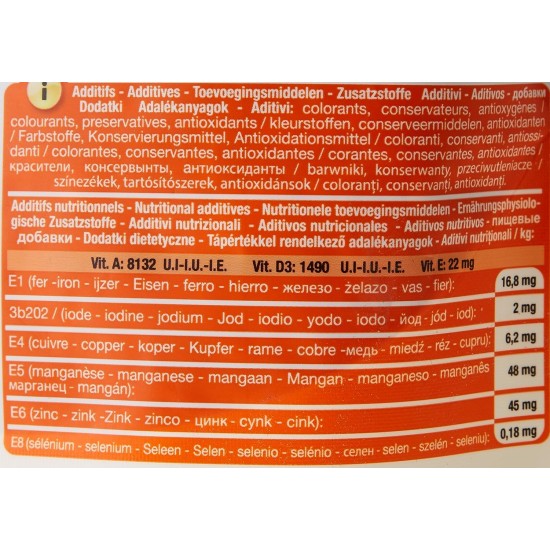 i
Additifs - Additives - Toevoegingsmiddelen - Zusatzstoffe Additivi - Aditivos - добавки
Dodatki Adalékanyagok - Aditivi: colorants, conservateurs, antioxygènes /
colourants, preservatives, antioxidants / kleurstoffen, conserveermiddelen, antioxidanten
/ Farbstoffe, Konservierungsmittel, Antioxidationsmittel / coloranti, conservanti, antiossi-
danti / colorantes, conservantes, antioxidantes / corantes, conservantes, antioxidantes /
красители, консерванты, антиоксиданты / barwniki, konserwanty, przeciwutleniacze /
színezékek, tartósítószerek, antioxidánsok / coloranți, conservanți, antioxidanți.
Additifs nutritionnels - Nutritional additives - Nutritionele toevoegingsmiddelen - Ernährungsphysiolo-
gische Zusatzstoffe - Additivi nutrizionali - Aditivos nutricionales - Aditivos nutritivos - пищевые
добавки - Dodatki dietetyczne - Tápértékkel rendelkező adalékanyagok - Aditivi nutriționali / kg:
Vit. A: 8132 U.I-I.U.-I.E. Vit. D3: 1490 U.I-I.U.-I.E. Vit. E: 22 mg
E1 (fer -iron - ijzer - Eisen - ferro - hierro - железо - żelazo - vas - fier): 16,8 mg
3b202 / (iode - iodine - jodium - Jod - iodio - yodo - iodo - йод - jód - iod): 2 mg
E4 (cuivre - copper - koper - Kupfer - rame - cobre -медь - miedź - réz - cupru): 6,2 mg
E5 (manganèse - manganese - mangaan - Mangan - manganeso - manganês
марганец - mangán): 48 mg
E6 (zinc - zink -Zink - zinco - цинк - cynk - cink): 45 mg
E8 (sélénium - selenium - Seleen - Selen - selenio - selênio - селен - selen - szelén - seleniu): 0,18 mg